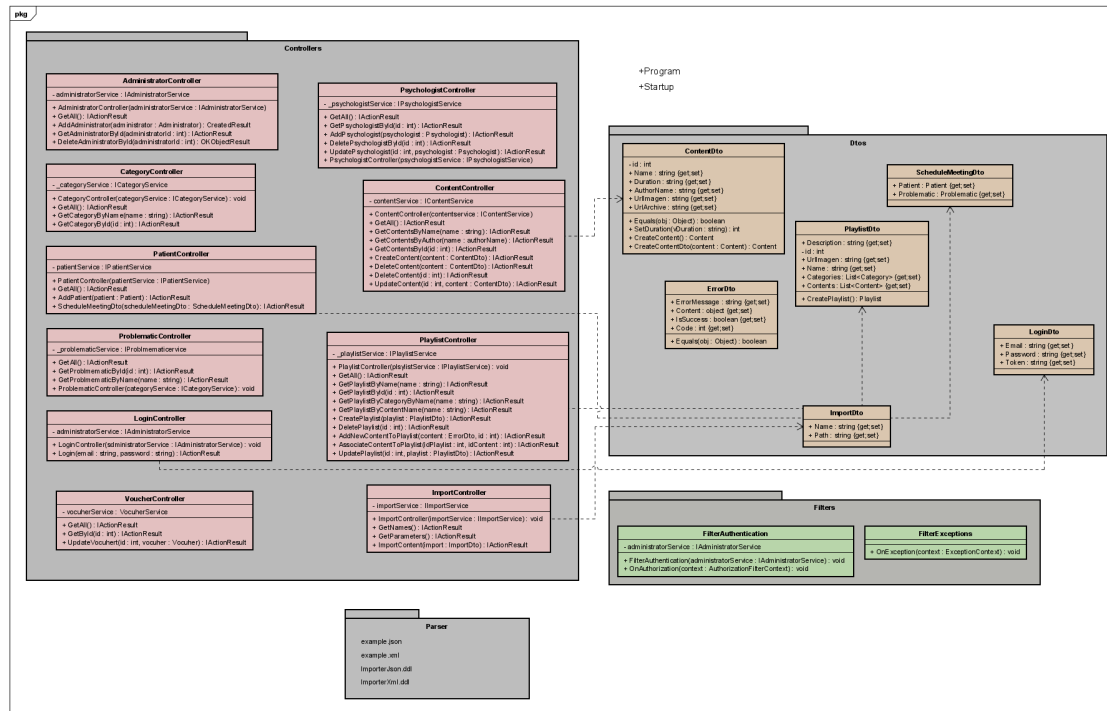 pkg
Controllers
AdministratorController
- administratorService : IAdministratorService
+ AdministratorController(administratorService : IAdministratorService)
+ GetAll() : IActionResult
+ AddAdministrator(administrator : Administrator) : CreatedResult
+ GetAdministratorById(administratorId : int) : IActionResult
+ DeleteAdministratorById(administratorId : int) : OKObjectResult
PsychologistController
- _psychologistService : IPsychologistService
+ GetAll() : IActionResult
+ GetPsychologistById(id : int) : IActionResult
+ AddPsychologist(psychologist : Psychologist) : IActionResult
+ DeletePsychologistById(id : int) : IActionResult
+ UpdatePsychologist(id : int, psychologist : Psychologist) : IActionResult
+ PsychologistController(psychologistService : IPsychologistService)
CategoryController
- _categoryService : ICategoryService
+ CategoryController(categoryService : ICategoryService) : void
+ GetAll() : IActionResult
+ GetCategoryByName(name : string) : IActionResult
+ GetCategoryById(id : int) : IActionResult
ContentController
- contentService : IContentService
+ ContentController(contentservice : IContentService)
+ GetAll() : IActionResult
+ GetContentsByName(name : string) : IActionResult
+ GetContentsByAuthor(name : authorName) : IActionResult
+ GetContentsById(id : int) : IActionResult
+ CreateContent(content : ContentDto) : IActionResult
+ DeleteContent(content : ContentDto) : IActionResult
+ DeleteContent(id : int) : IActionResult
+ UpdateContent(id : int, content : ContentDto) : IActionResult
PatientController
- patientService : IPatientService
+ PatientController(patientService : IPatientService)
+ GetAll() : IActionResult
+ AddPatient(patient : Patient) : IActionResult
+ ScheduleMeetingDto(scheduleMeetingDto : ScheduleMeetingDto) : IActionResult
ProblematicController
- _problematicService : IProblmematicervice
+ GetAll() : IActionResult
+ GetProblmematicById(id : int) : IActionResult
+ GetProblmematicByName(name : string) : IActionResult
+ ProblematicController(categoryService : ICategoryService) : void
PlaylistController
- _playlistService : IPlaylistService
+ PlaylistController(plsylistService : IPlaylistService) : void
+ GetAll() : IActionResult
+ GetPlaylistByName(name : string) : IActionResult
+ GetPlaylistById(id : int) : IActionResult
+ GetPlaylistByCategoryByName(name : string) : IActionResult
+ GetPlaylistByContentName(name : string) : IActionResult
+ CreatePlaylist(playlist : PlaylistDto) : IActionResult
+ DeletePlaylist(id : int) : IActionResult
+ AddNewContentToPlaylist(content : ErrorDto, id : int) : IActionResult
+ AssociateContentToPlaylist(idPlaylist : int, idContent : int) : IActionResult
+ UpdatePlaylist(id : int, playlist : PlaylistDto) : IActionResult
LoginController
- administratorService : IAdministratorService
+ LoginController(administratorService : IAdministratorService) : void
+ Login(email : string, password : string) : IActionResult
VoucherController
- vocuherService : VocuherService
+ GetAll() : IActionResult
+ GetById(id : int) : IActionResult
+ UpdateVocuhert(id : int, vocuher : Vocuher) : IActionResult
ImportController
- importService : IImportService
+ ImportController(importService : IImportService) : void
+ GetNames() : IActionResult
+ GetParameters() : IActionResult
+ ImportContent(import : ImportDto) : IActionResult
+Program
+Startup
Dtos
ContentDto
- id : int
+ Name : string {get;set}
+ Duration : string {get;set}
+ AuthorName : string {get;set}
+ UrlImagen : string {get;set}
+ UrlArchive : string {get;set}
+ Equals(obj : Object) : boolean
+ SetDuration(vDuration : string) : int
+ CreateContent() : Content
+ CreateContentDto(content : Content) : Content
ScheduleMeetingDto
+ Patient : Patient {get;set}
+ Problematic : Problematic {get;set}
PlaylistDto
+ Description : string {get;set}
- id : int
+ UrlImagen : string {get;set}
+ Name : string {get;set}
+ Categories : List<Category> {get;set}
+ Contents : List<Content> {get;set}
+ CreatePlaylist() : Playlist
ErrorDto
+ ErrorMessage : string {get;set}
+ Content : object {get;set}
+ IsSuccess : boolean {get;set}
+ Code : int {get;set}
+ Equals(obj : Object) : boolean
LoginDto
+ Email : string {get;set}
+ Password : string {get;set}
+ Token : string {get;set}
ImportDto
+ Name : string {get;set}
+ Path : string {get;set}
Filters
FilterAuthentication
- administratorService : IAdministratorService
+ FilterAuthentication(administratorService : IAdministratorService) : void
+ OnAuthorization(context : AuthorizationFilterContext) : void
FilterExceptions
+ OnException(context : ExceptionContext) : void
Parser
example.json
example.xml
ImporterJson.ddl
ImporterXml.ddl